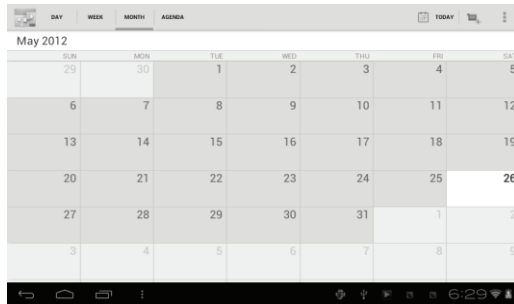 DAY WEEK MONTH AGENDA TODAY
May 2012
SUN MON TUE WED THU FRI SAT
29 30 1 2 3 4 5
6 7 8 9 10 11 12
13 14 15 16 17 18 19
20 21 22 23 24 25 26
27 28 29 30 31 1 2
3 4 5 6 7 8 9
6:29